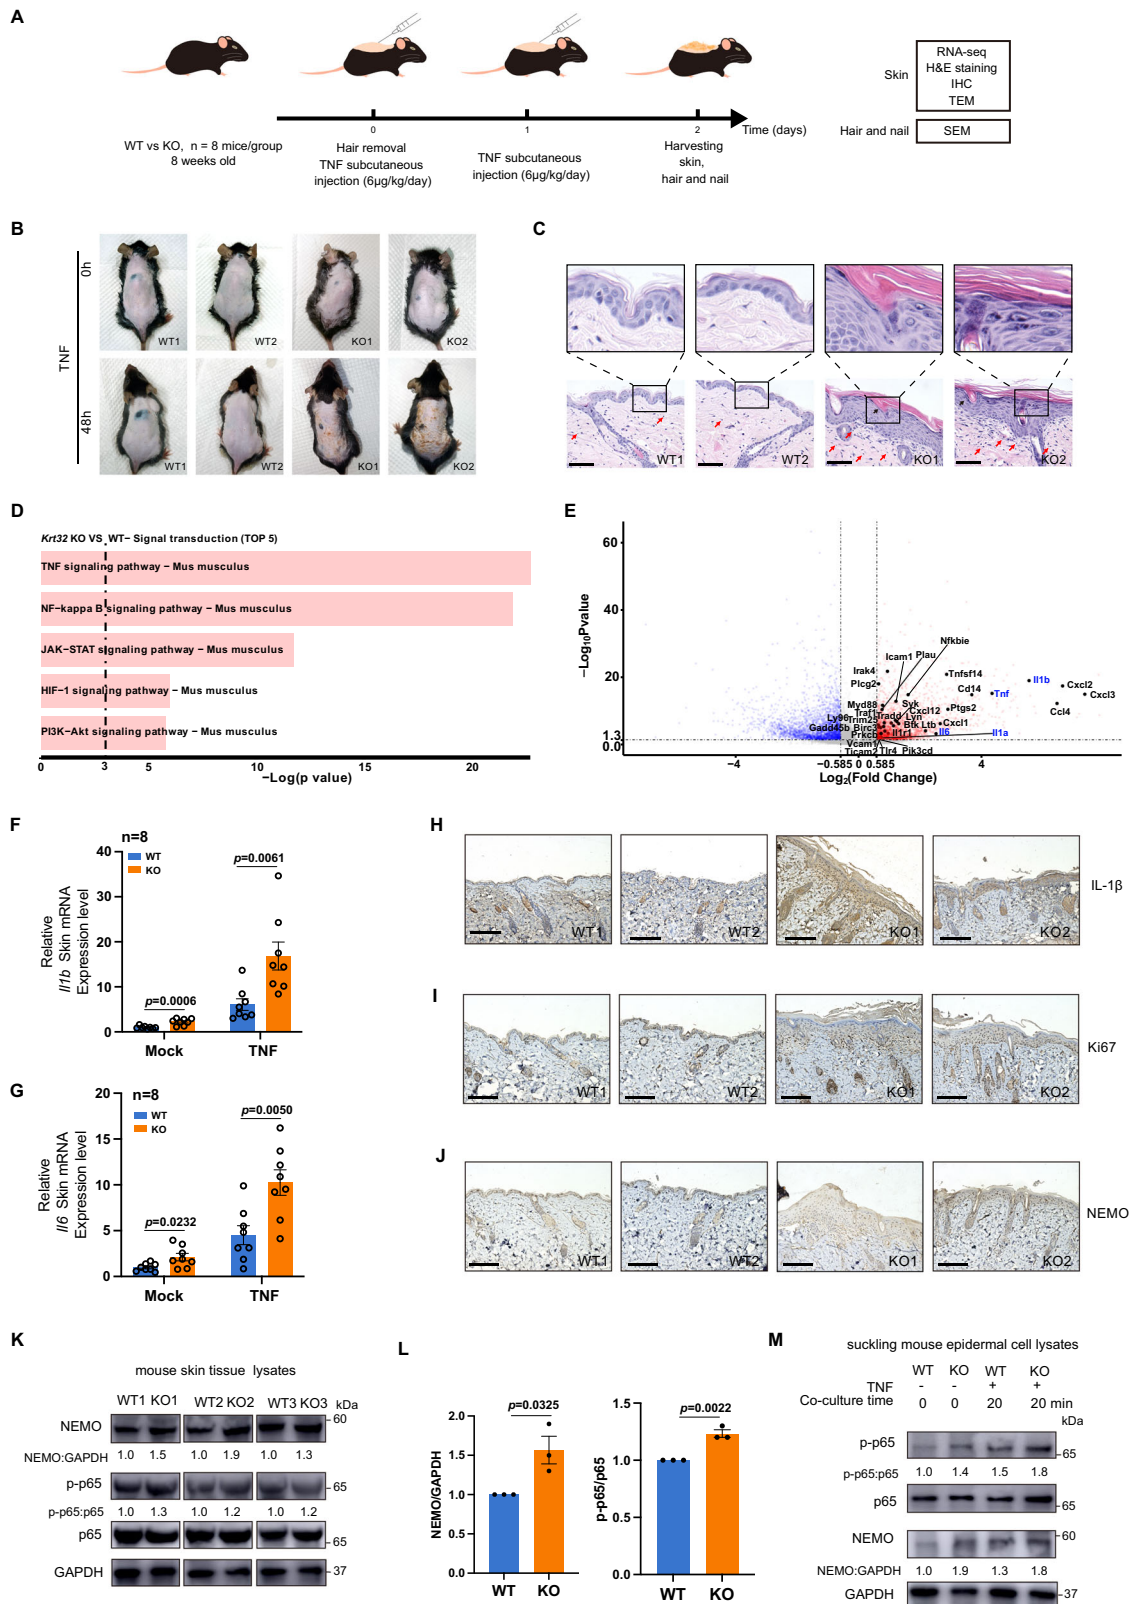 A
0
1
2
Time (days)
WT vs KO, n = 8 mice/group
8 weeks old
Hair removal
TNF subcutaneous
injection (6μg/kg/day)
TNF subcutaneous
injection (6μg/kg/day)
Harvesting
skin,
hair and nail
Skin
RNA-seq
H&E staining
IHC
TEM
Hair and nail
SEM
B
TNF
0h
48h
WT1
WT2
KO1
KO2
WT1
WT2
KO1
KO2
C
WT1
WT2
KO1
KO2
D
Krt32 KO VS WT− Signal transduction (TOP 5)
TNF signaling pathway − Mus musculus
NF−kappa B signaling pathway − Mus musculus
JAK−STAT signaling pathway − Mus musculus
HIF−1 signaling pathway − Mus musculus
PI3K−Akt signaling pathway − Mus musculus
0
3
5
10
15
20
−Log(p value)
E
−Log10Pvalue
60
40
20
1.3
0.0
Nfkbie
Icam1
Plau
Irak4
Plcg2
Tnfsf14
Cd14
Tnf
Il1b
Cxcl2
Cxcl3
Ccl4
Myd88
Syk
Ptgs2
Traf1
Cxcl12
Ly96
Tradd
Lyn
Cxcl1
Trim25
Gadd45b
Birc3
Btk
Ltb
Il6
Prkcb
Il1r1
Il1a
Vcam1
Ticam2
Tlr4
Pik3cd
−4
−0.585
0
0.585
4
Log2(Fold Change)
F
n=8
WT
KO
Relative
Il1b Skin mRNA
Expression level
40
30
20
10
0
p=0.0006
p=0.0061
Mock
TNF
G
n=8
WT
KO
Relative
Il6 Skin mRNA
Expression level
20
15
10
5
0
p=0.0232
p=0.0050
Mock
TNF
H
WT1
WT2
KO1
KO2
IL-1β
I
WT1
WT2
KO1
KO2
Ki67
J
WT1
WT2
KO1
KO2
NEMO
K
mouse skin tissue lysates
WT1 KO1 WT2 KO2 WT3 KO3 kDa
NEMO
60
NEMO:GAPDH 1.0 1.5 1.0 1.9 1.0 1.3
p-p65
65
p-p65:p65 1.0 1.3 1.0 1.2 1.0 1.2
p65
65
GAPDH
37
L
NEMO/GAPDH
2.0
1.5
1.0
0.5
0.0
p=0.0325
WT
KO
p-p65/p65
1.5
1.0
0.5
0.0
p=0.0022
WT
KO
M
suckling mouse epidermal cell lysates
WT KO WT KO
TNF - - + +
Co-culture time 0 0 20 20 min
kDa
p-p65
65
p-p65:p65 1.0 1.4 1.5 1.8
p65
65
NEMO
60
NEMO:GAPDH 1.0 1.9 1.3 1.8
GAPDH
37